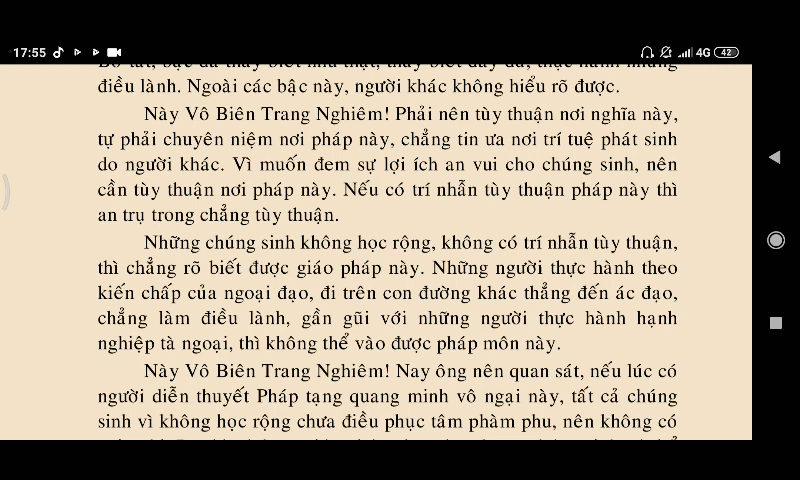 17:55
4G 42
điều lành. Ngoài các bậc này, người khác không hiểu rõ được.
Này Vô Biên Trang Nghiêm! Phải nên tùy thuận nơi nghĩa này,
tự phải chuyên niệm nơi pháp này, chẳng tin ưa nơi trí tuệ phát sinh
do người khác. Vì muốn đem sự lợi ích an vui cho chúng sinh, nên
cần tùy thuận nơi pháp này. Nếu có trí nhẫn tùy thuận pháp này thì
an trụ trong chẳng tùy thuận.
Những chúng sinh không học rộng, không có trí nhẫn tùy thuận,
thì chẳng rõ biết được giáo pháp này. Những người thực hành theo
kiến chấp của ngoại đạo, đi trên con đường khác thẳng đến ác đạo,
chẳng làm điều lành, gần gũi với những người thực hành hạnh
nghiệp tà ngoại, thì không thể vào được pháp môn này.
Này Vô Biên Trang Nghiêm! Nay ông nên quan sát, nếu lúc có
người diễn thuyết Pháp tạng quang minh vô ngại này, tất cả chúng
sinh vì không học rộng chưa điều phục tâm phàm phu, nên không có